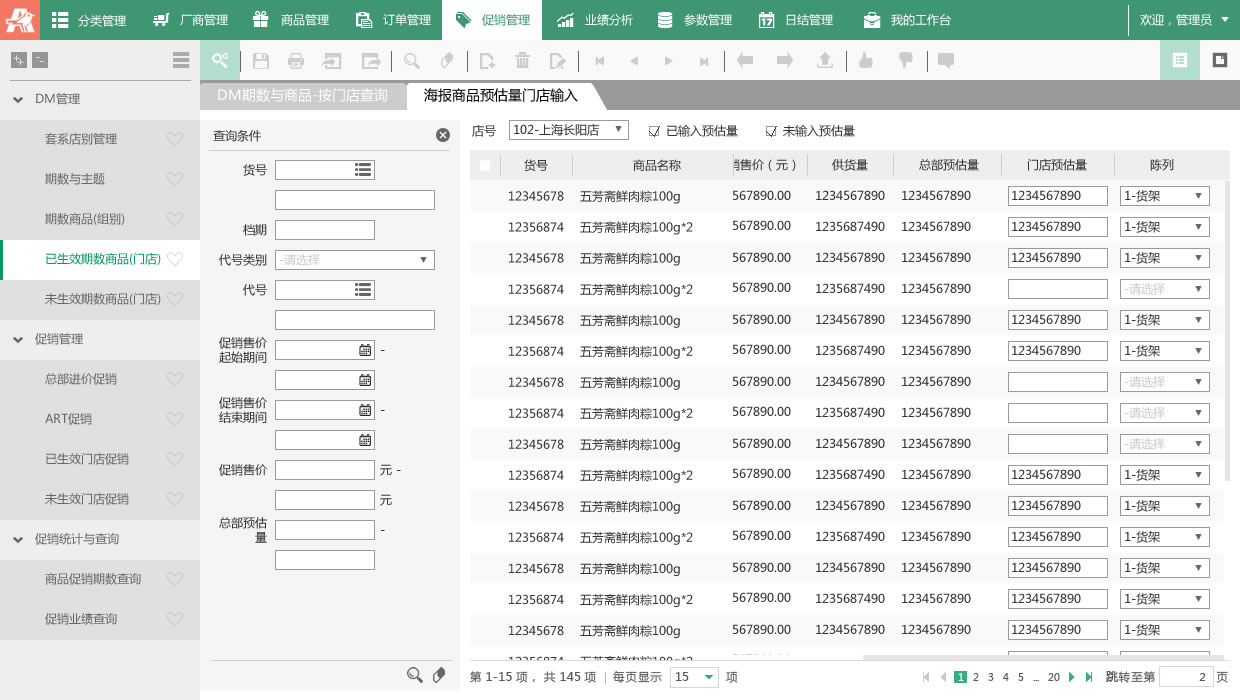 分类管理 厂商管理 商品管理 订单管理 促销管理 业绩分析 参数管理 日结管理 我的工作台 欢迎，管理员
DM管理
套系店别管理
期数与主题
期数商品(组别)
已生效期数商品(门店)
未生效期数商品(门店)
促销管理
总部进价促销
ART促销
已生效门店促销
未生效门店促销
促销统计与查询
商品促销期数查询
促销业绩查询
DM期数与商品-按门店查询 海报商品预估量门店输入
查询条件
货号
档期
代号类别 -请选择
代号
促销售价
起始期间 -
促销售价
结束期间 -
促销售价 元 -
元
总部预估
量 -
店号 102-上海长阳店 已输入预估量 未输入预估量
货号 商品名称 销售价（元） 供货量 总部预估量 门店预估量 陈列
12345678 五芳斋鲜肉粽100g 567890.00 1234567890 1234567890 1234567890 1-货架
12356874 五芳斋鲜肉粽100g*2 567890.00 1235687490 1234567890 1234567890 1-货架
12345678 五芳斋鲜肉粽100g 567890.00 1234567890 1234567890 1234567890 1-货架
12356874 五芳斋鲜肉粽100g*2 567890.00 1235687490 1234567890 -请选择
12345678 五芳斋鲜肉粽100g 567890.00 1234567890 1234567890 1234567890 1-货架
12356874 五芳斋鲜肉粽100g*2 567890.00 1235687490 1234567890 1234567890 1-货架
12345678 五芳斋鲜肉粽100g 567890.00 1234567890 1234567890 -请选择
12356874 五芳斋鲜肉粽100g*2 567890.00 1235687490 1234567890 -请选择
12345678 五芳斋鲜肉粽100g 567890.00 1234567890 1234567890 -请选择
12356874 五芳斋鲜肉粽100g*2 567890.00 1235687490 1234567890 1234567890 1-货架
12345678 五芳斋鲜肉粽100g 567890.00 1234567890 1234567890 1234567890 1-货架
12356874 五芳斋鲜肉粽100g*2 567890.00 1235687490 1234567890 1234567890 1-货架
12345678 五芳斋鲜肉粽100g 567890.00 1234567890 1234567890 1234567890 1-货架
12356874 五芳斋鲜肉粽100g*2 567890.00 1235687490 1234567890 1234567890 1-货架
12345678 五芳斋鲜肉粽100g 567890.00 1234567890 1234567890 1234567890 1-货架
第 1-15 项，共 145 项 | 每页显示 15 项 1 2 3 4 5 ... 20 跳转至第 2 页